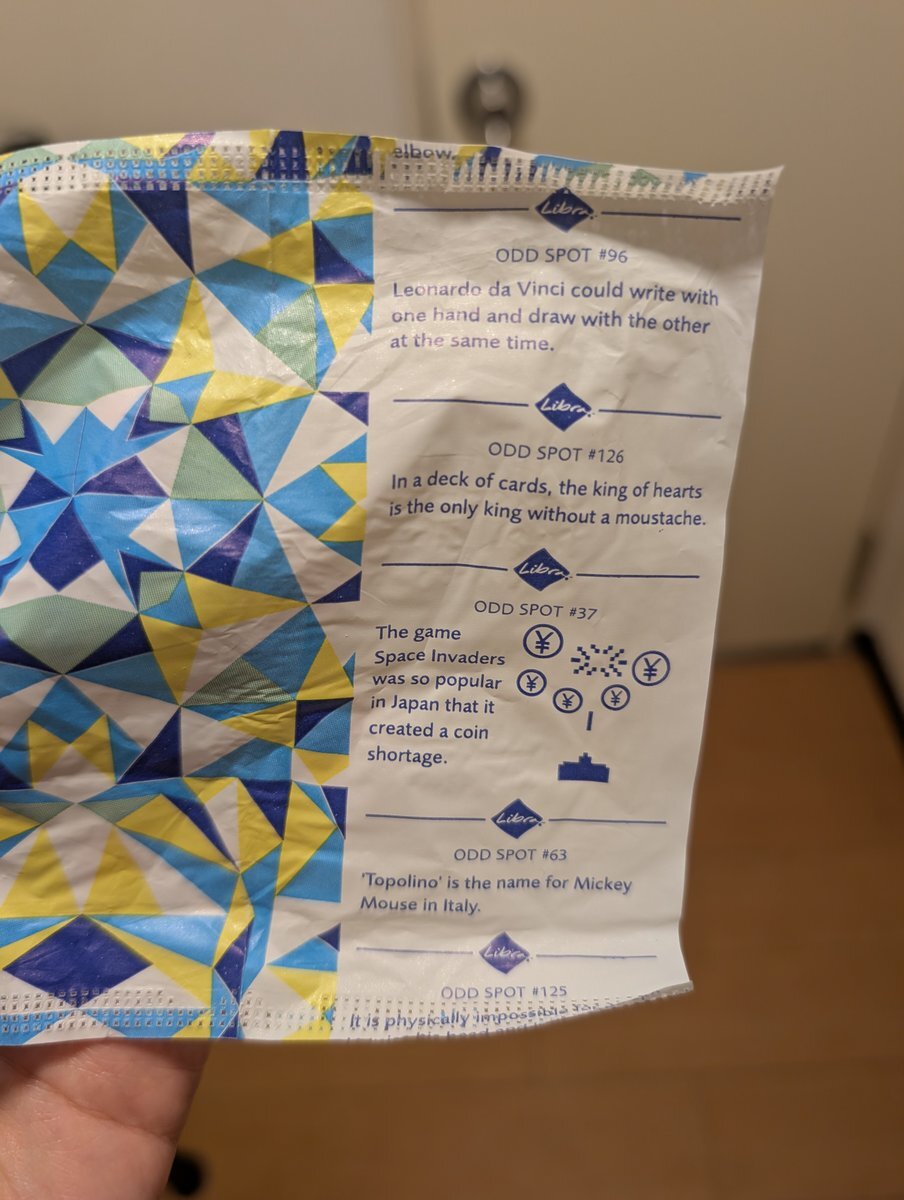 elbow.
Libra
ODD SPOT #96
Leonardo da Vinci could write with
one hand and draw with the other
at the same time.
Libra
ODD SPOT #126
In a deck of cards, the king of hearts
is the only king without a moustache.
Libra
ODD SPOT #37
The game
Space Invaders
was so popular
in Japan that it
created a coin
shortage.
¥
¥
¥
¥
¥
Libra
ODD SPOT #63
'Topolino' is the name for Mickey
Mouse in Italy.
Libra
ODD SPOT #125
It is physically impossible